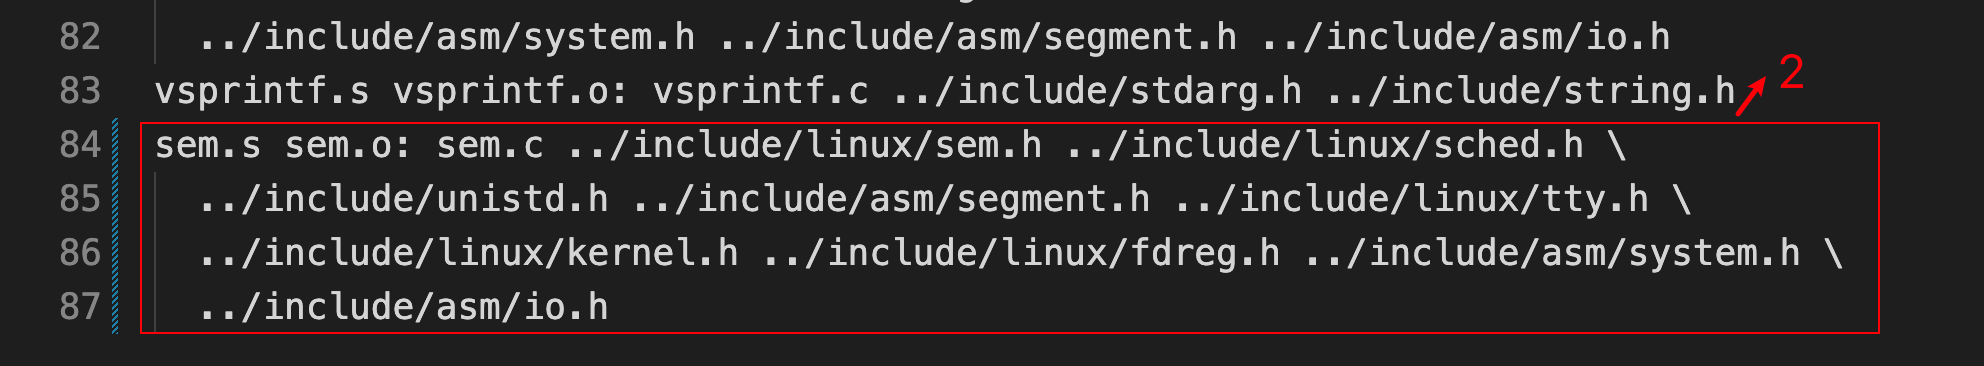 82 ../include/asm/system.h ../include/asm/segment.h ../include/asm/io.h
83 vsprintf.s vsprintf.o: vsprintf.c ../include/stdarg.h ../include/string.h
2
84 sem.s sem.o: sem.c ../include/linux/sem.h ../include/linux/sched.h \
85 ../include/unistd.h ../include/asm/segment.h ../include/linux/tty.h \
86 ../include/linux/kernel.h ../include/linux/fdreg.h ../include/asm/system.h \
87 ../include/asm/io.h